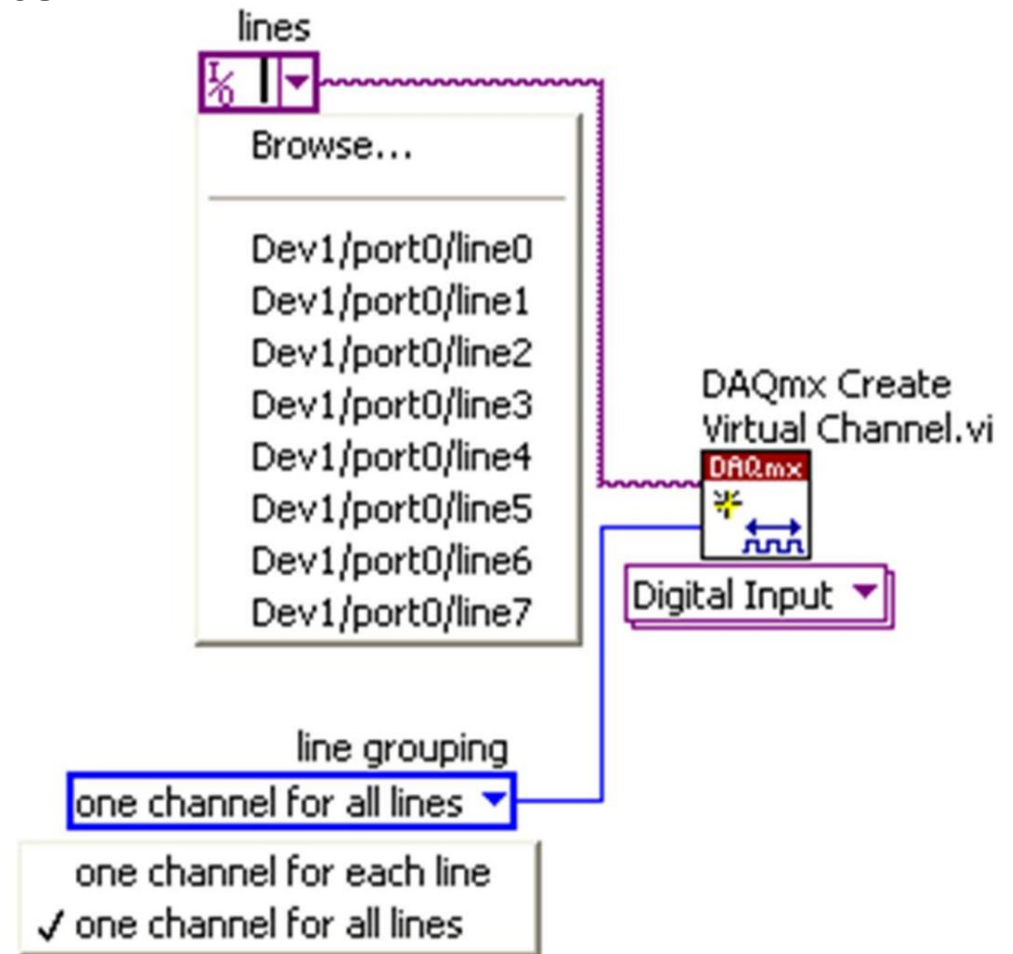 lines
I/O
Browse...
Dev1/port0/line0
Dev1/port0/line1
Dev1/port0/line2
Dev1/port0/line3
Dev1/port0/line4
Dev1/port0/line5
Dev1/port0/line6
Dev1/port0/line7
DAQmx Create
Virtual Channel.vi
DAQmx
Digital Input
line grouping
one channel for all lines
one channel for each line
✓ one channel for all lines